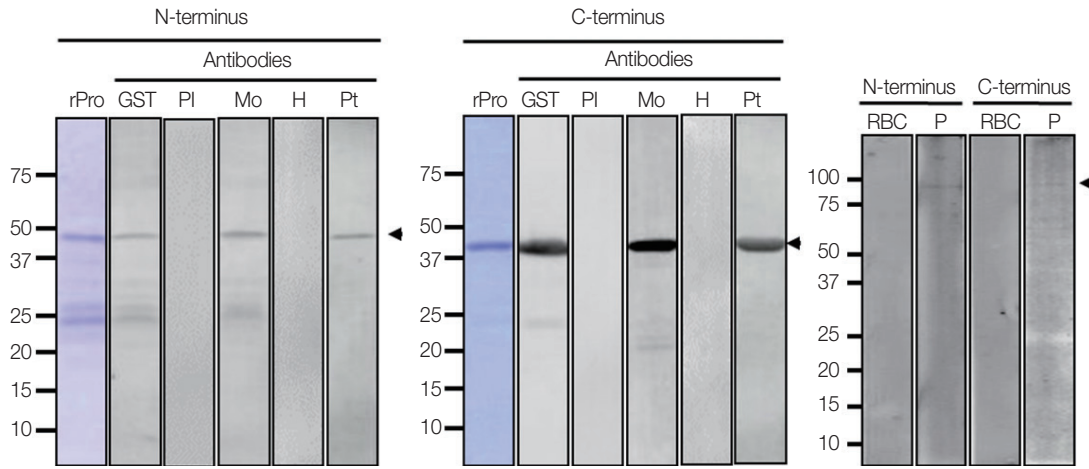 N-terminus
Antibodies
rPro GST PI Mo H Pt
75
50
37
25
20
15
10
C-terminus
Antibodies
rPro GST PI Mo H Pt
75
50
37
25
20
15
10
N-terminus C-terminus
RBC P RBC P
100
75
50
37
25
20
15
10